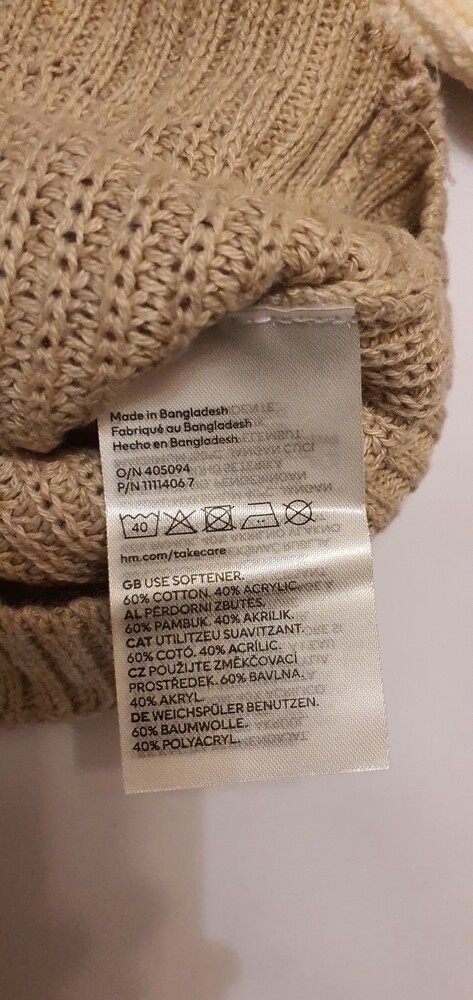 Made in Bangladesh
Fabriqué au Bangladesh
Hecho en Bangladesh
O/N 405094
P/N 1111406 7
40
hm.com/takecare
GB USE SOFTENER.
60% COTTON. 40% ACRYLIC.
AL PËRDORNI ZBUTËS.
60% PAMBUK. 40% AKRILIK.
CAT UTILITZEU SUAVITZANT.
60% COTÓ. 40% ACRÍLIC.
CZ POUŽIJTE ZMĚKČOVACÍ
PROSTŘEDEK. 60% BAVLNA.
40% AKRYL.
DE WEICHSPÜLER BENUTZEN.
60% BAUMWOLLE.
40% POLYACRYL.